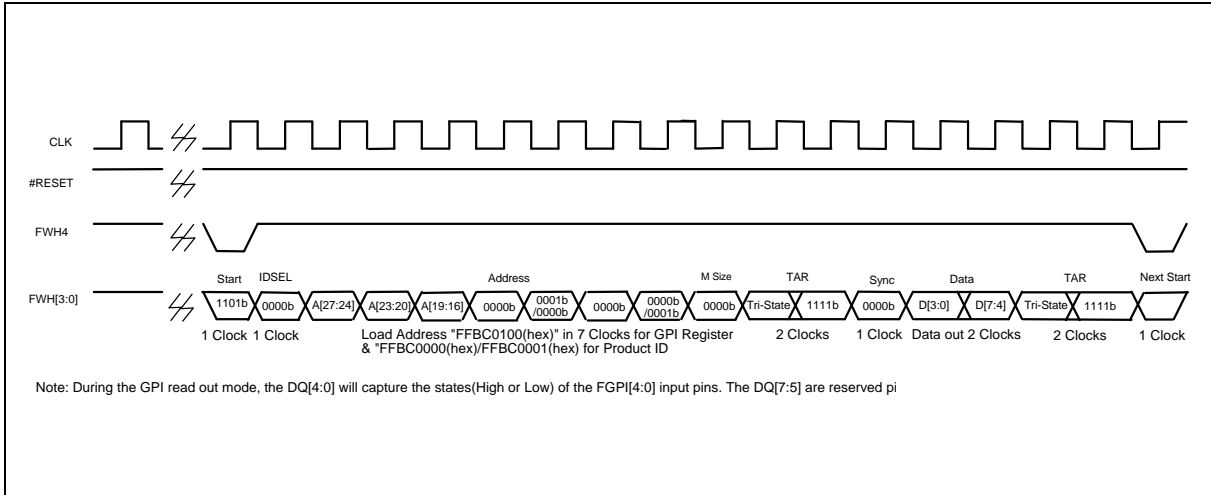 CLK
#RESET
FWH4
Start IDSEL Address M Size TAR Sync Data TAR Next Start
FWH[3:0] 1101b 0000b A[27:24] A[23:20] A[19:16] 0000b 0001b /0000b 0000b 0000b /0001b 0000b Tri-State 1111b 0000b D[3:0] D[7:4] Tri-State 1111b
1 Clock 1 Clock Load Address "FFBC0100(hex)" in 7 Clocks for GPI Register 2 Clocks 1 Clock Data out 2 Clocks 2 Clocks 1 Clock
& "FFBC0000(hex)/FFBC0001(hex) for Product ID
Note: During the GPI read out mode, the DQ[4:0] will capture the states(High or Low) of the FGPI[4:0] input pins. The DQ[7:5] are reserved pi